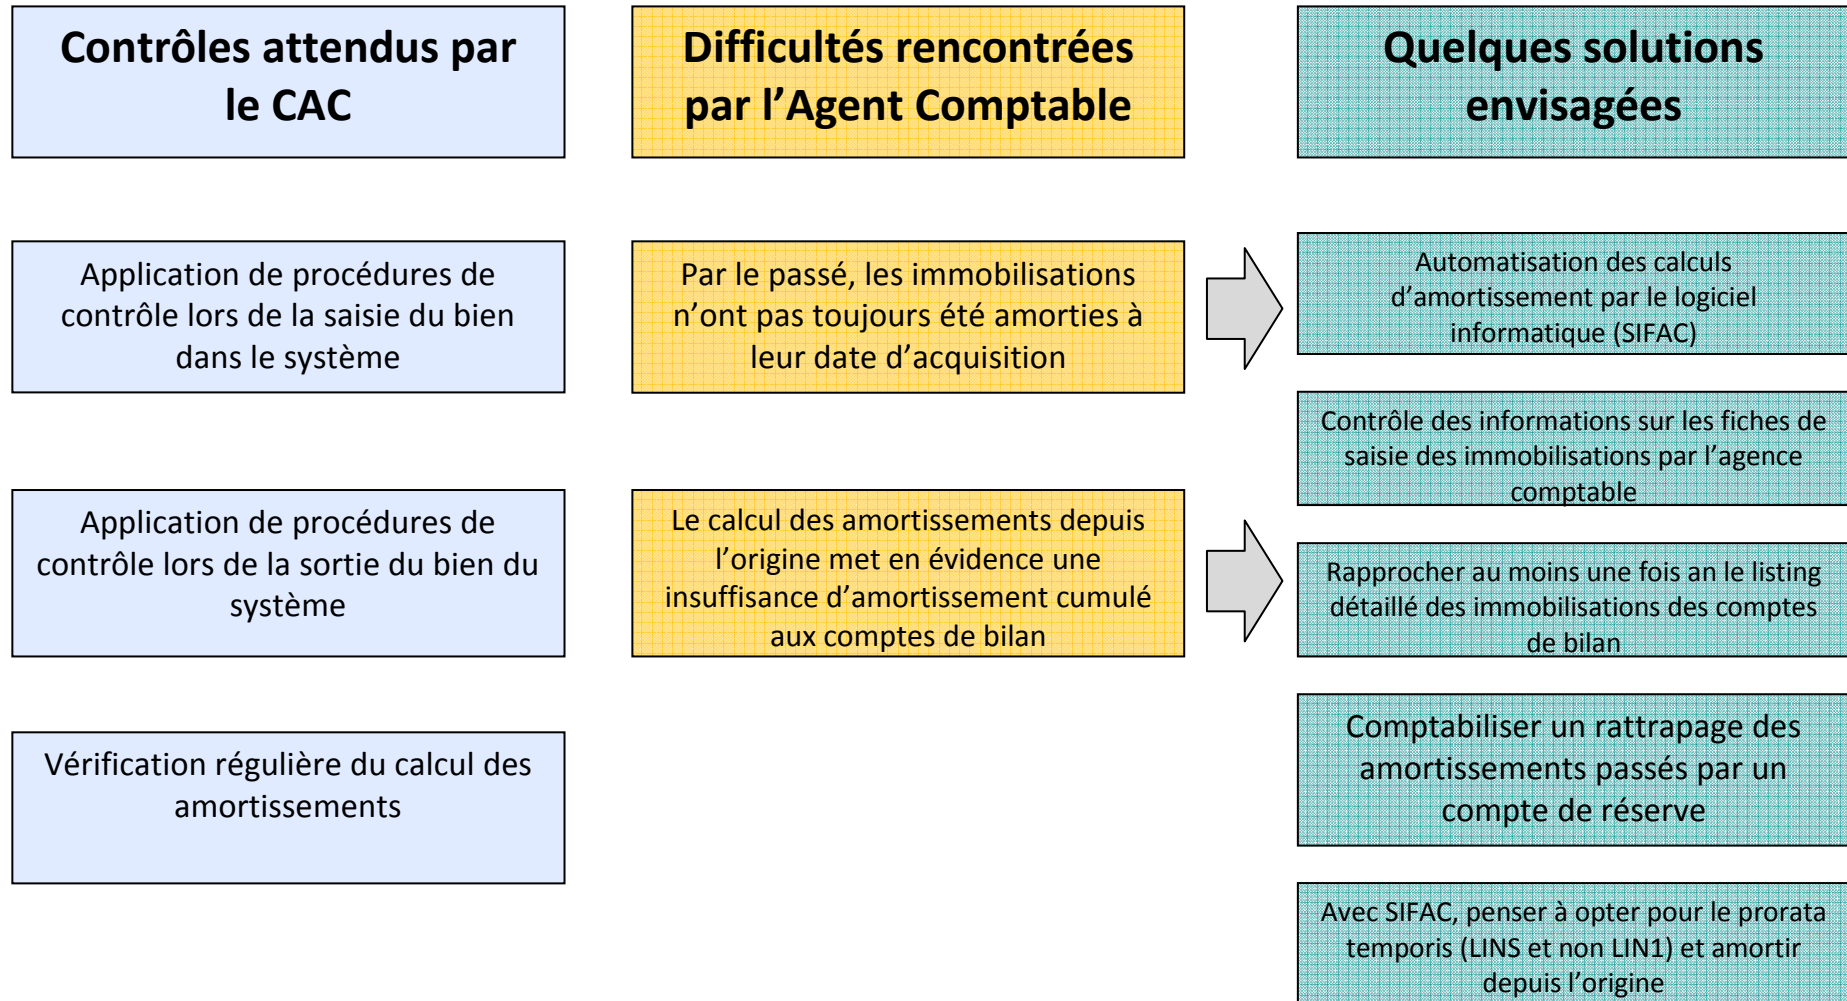 Contrôles attendus par
le CAC
Difficultés rencontrées
par l’Agent Comptable
Quelques solutions
envisagées
Application de procédures de
contrôle lors de la saisie du bien
dans le système
Par le passé, les immobilisations
n’ont pas toujours été amorties à
leur date d’acquisition
Automatisation des calculs
d’amortissement par le logiciel
informatique (SIFAC)
Contrôle des informations sur les fiches de
saisie des immobilisations par l’agence
comptable
Application de procédures de
contrôle lors de la sortie du bien du
système
Le calcul des amortissements depuis
l’origine met en évidence une
insuffisance d’amortissement cumulé
aux comptes de bilan
Rapprocher au moins une fois an le listing
détaillé des immobilisations des comptes
de bilan
Vérification régulière du calcul des
amortissements
Comptabiliser un rattrapage des
amortissements passés par un
compte de réserve
Avec SIFAC, penser à opter pour le prorata
temporis (LINS et non LIN1) et amortir
depuis l’origine